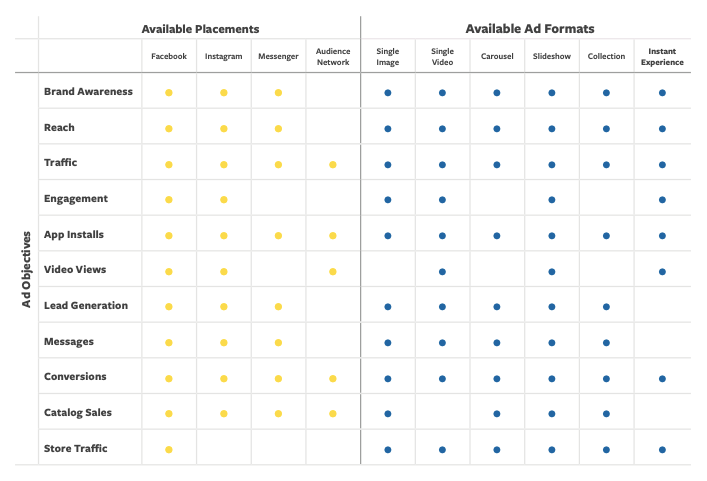 Available Placements
Available Ad Formats
Facebook
Instagram
Messenger
Audience
Network
Single
Image
Single
Video
Carousel
Slideshow
Collection
Instant
Experience
Ad Objectives
Brand Awareness
Reach
Traffic
Engagement
App Installs
Video Views
Lead Generation
Messages
Conversions
Catalog Sales
Store Traffic